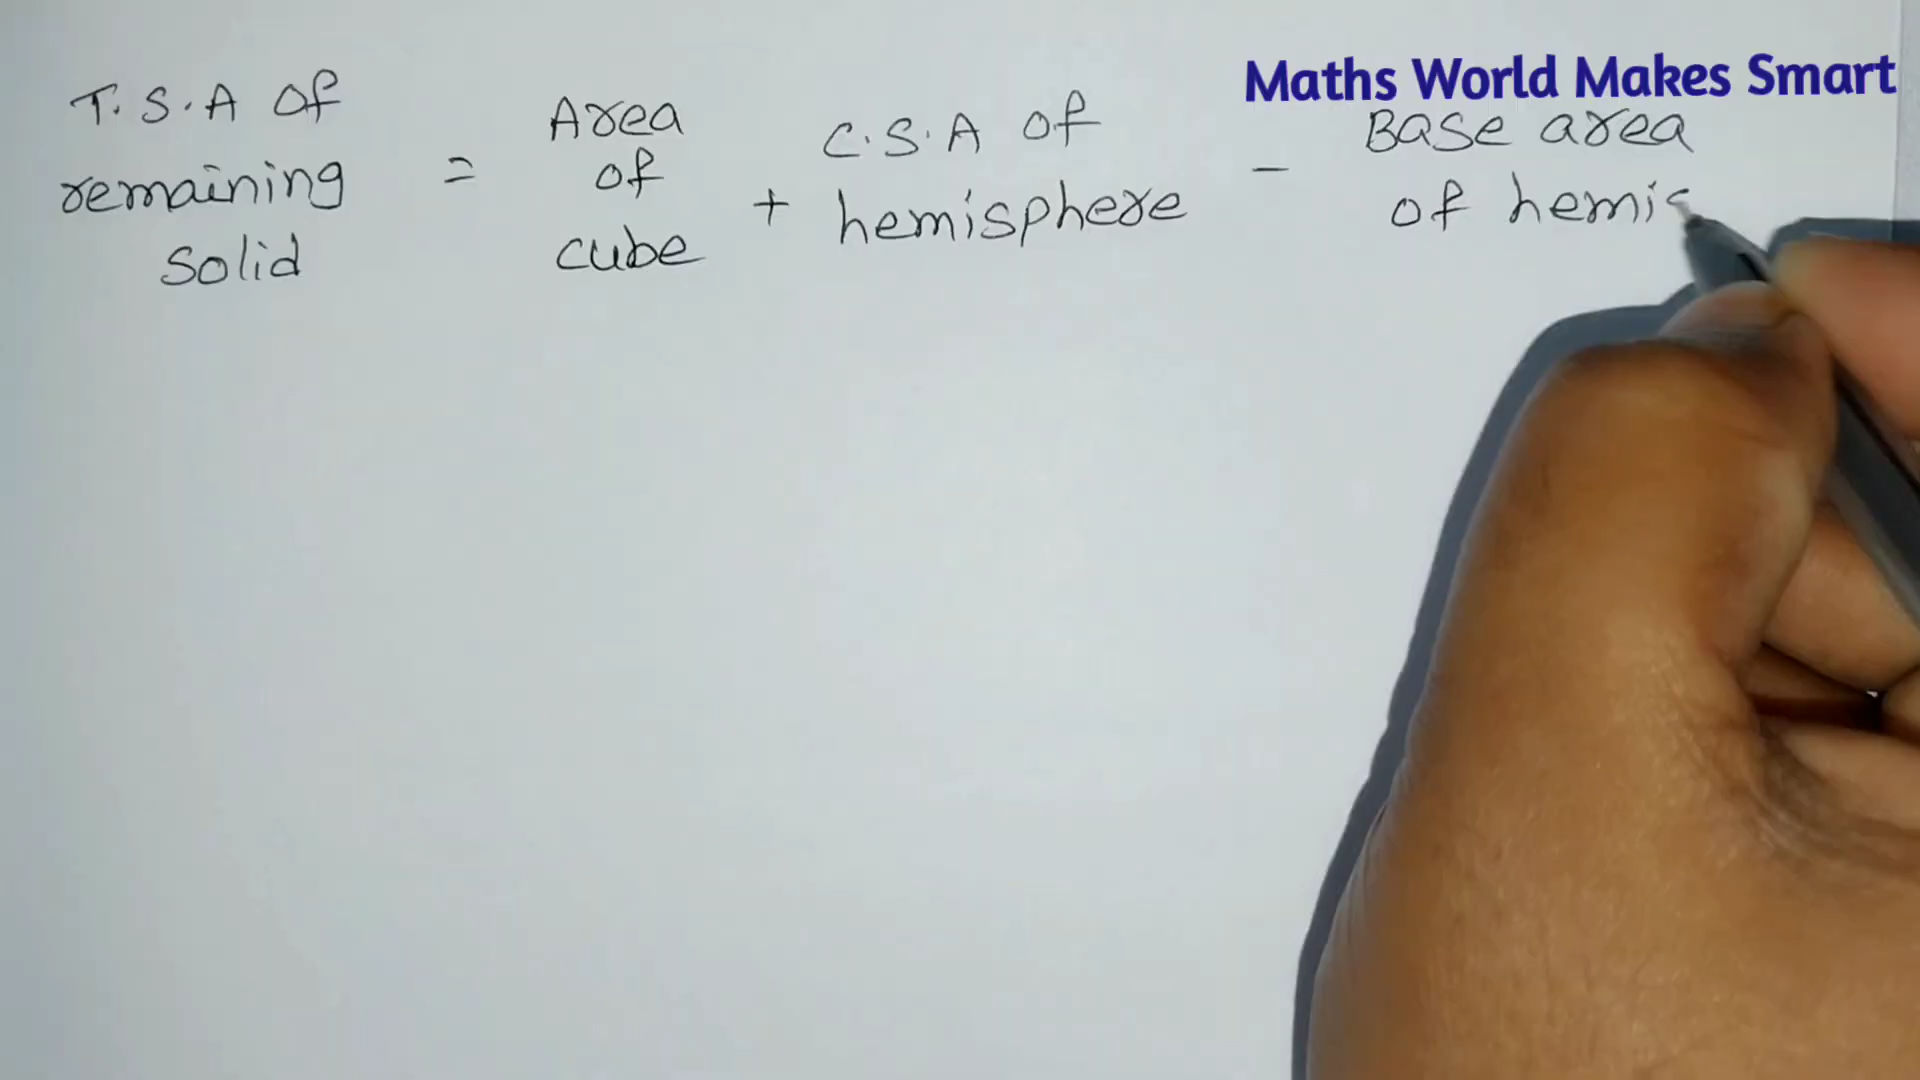 Maths World Makes Smart
T.S.A of
remaining
solid
=
Area
of
cube
+
C.S.A of
hemisphere
-
Base area
of hemis